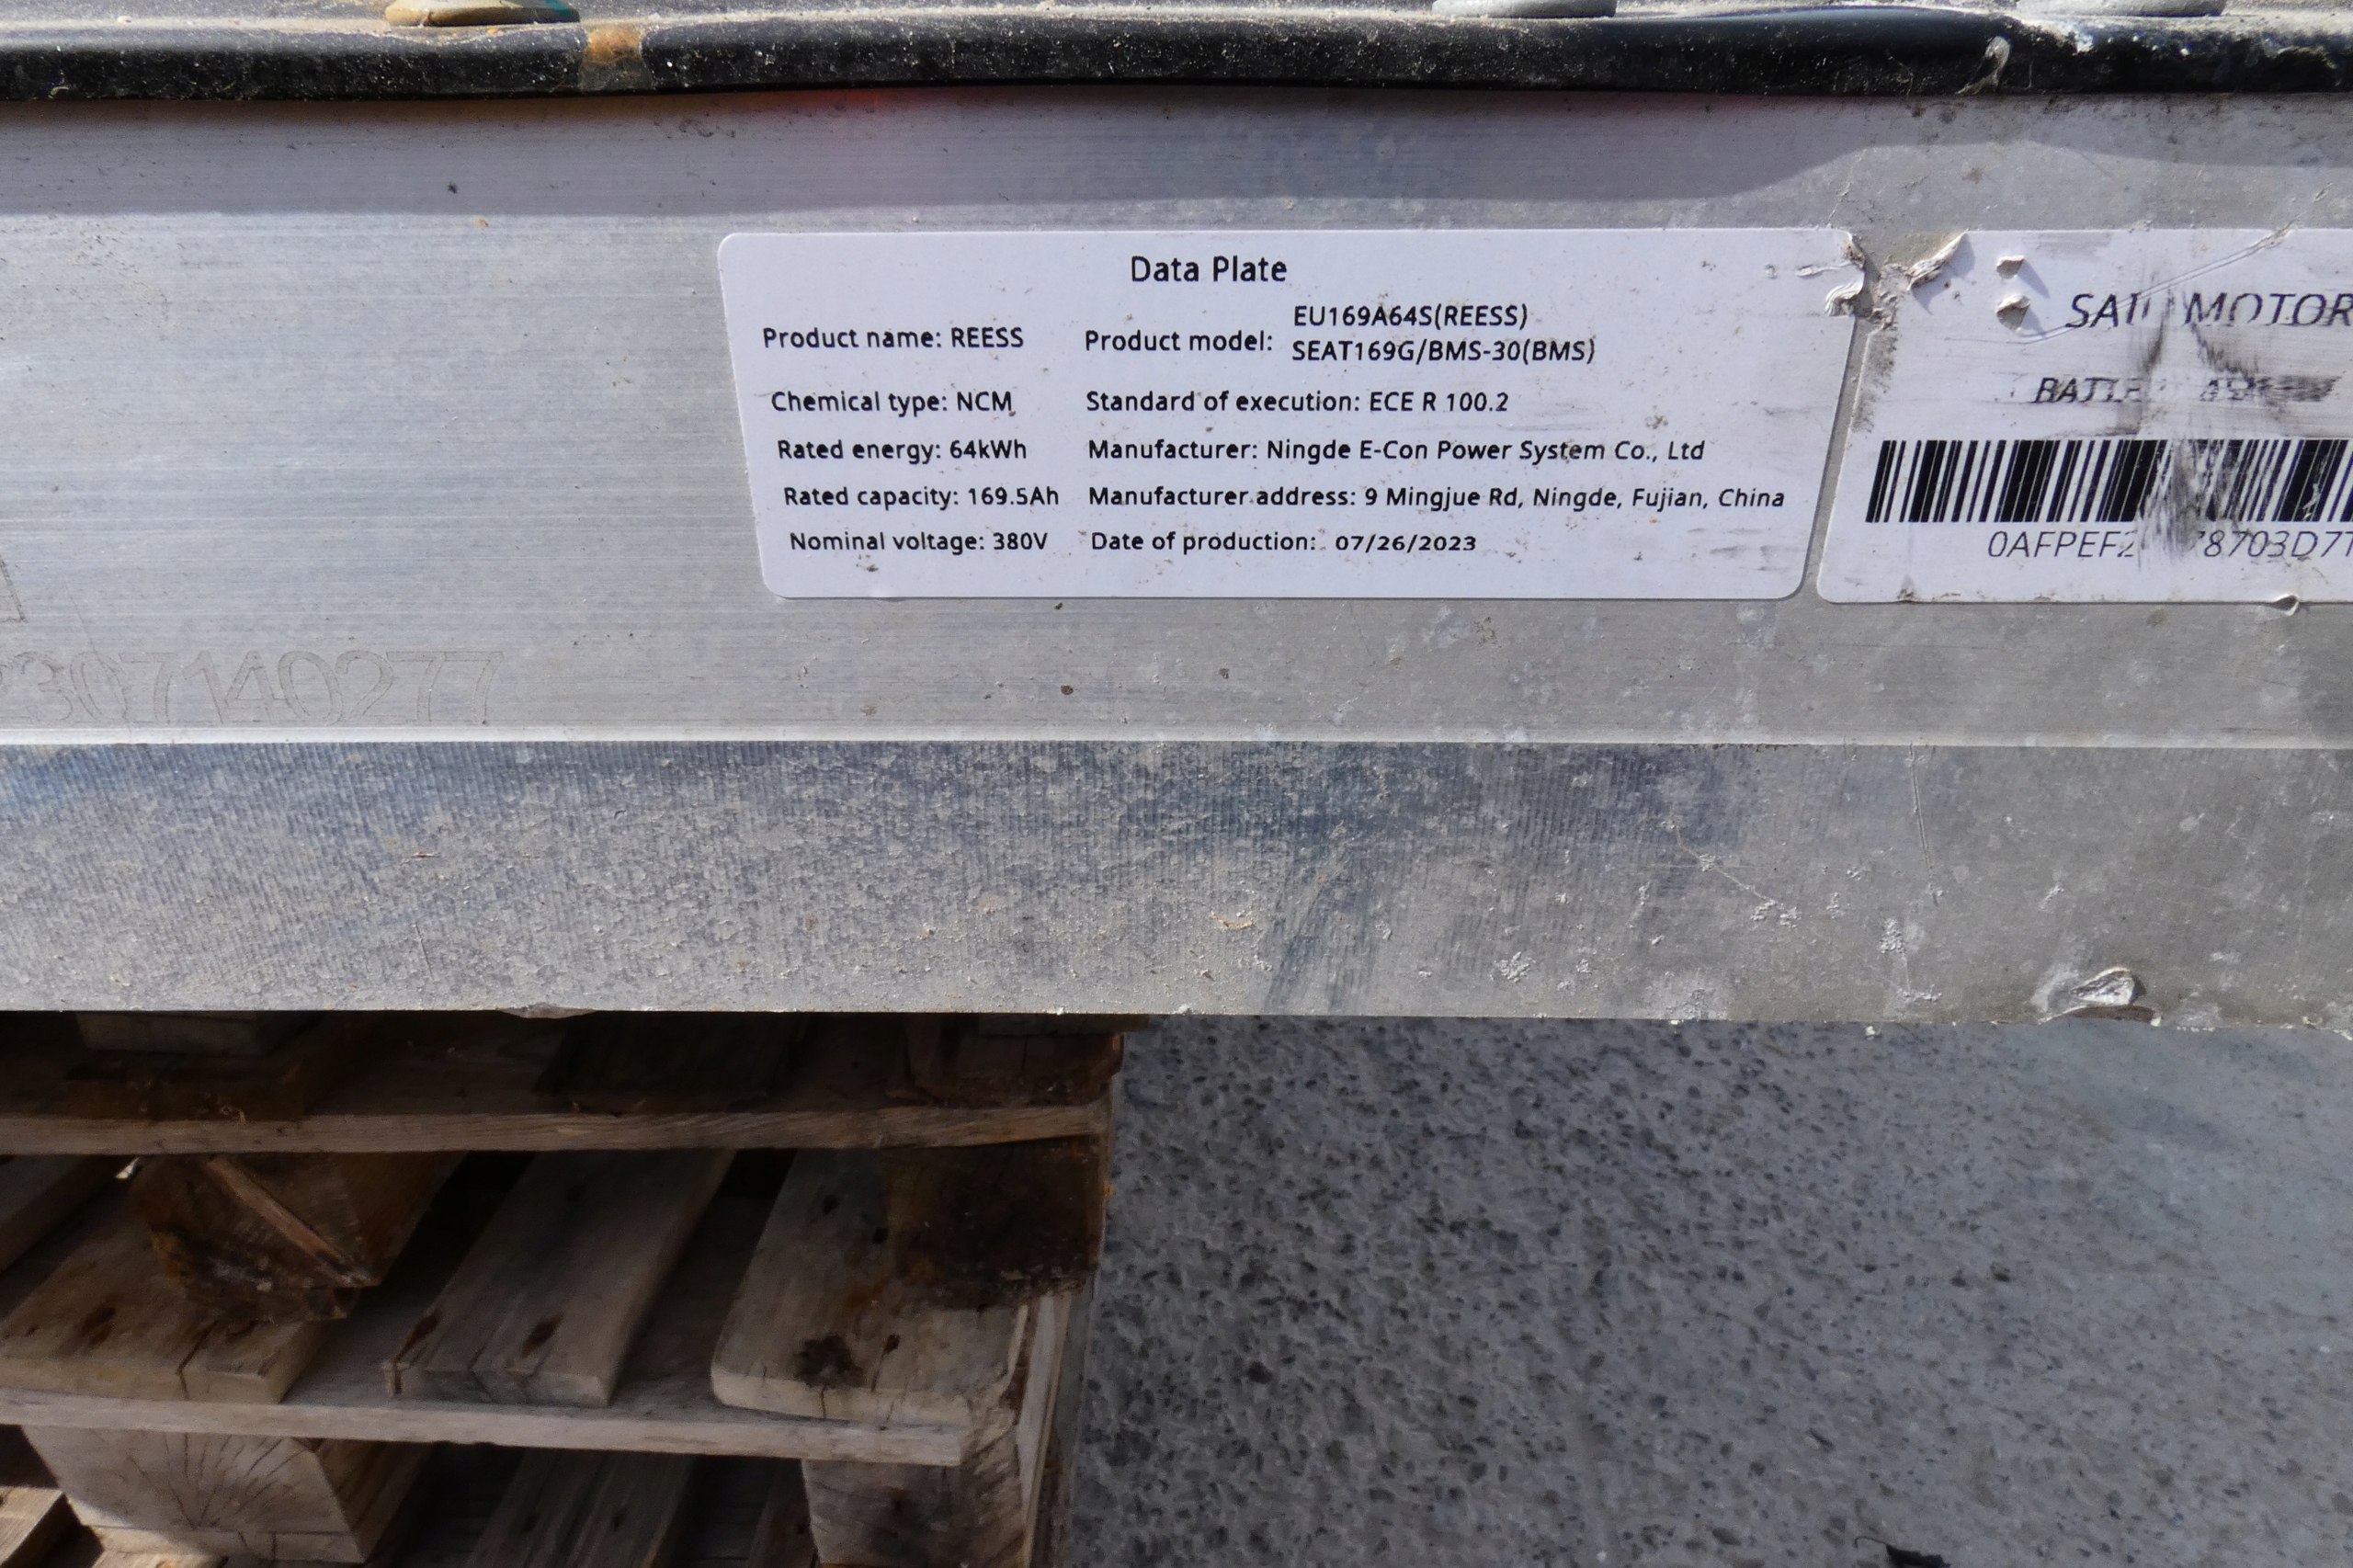 Data Plate
Product name: REESS
Product model: EU169A64S(REESS)
SEAT169G/BMS-30(BMS)
Chemical type: NCM
Standard of execution: ECE R 100.2
Rated energy: 64kWh
Manufacturer: Ningde E-Con Power System Co., Ltd
Rated capacity: 169.5Ah
Manufacturer address: 9 Mingjue Rd, Ningde, Fujian, China
Nominal voltage: 380V
Date of production: 07/26/2023
MOTOR
2307140277